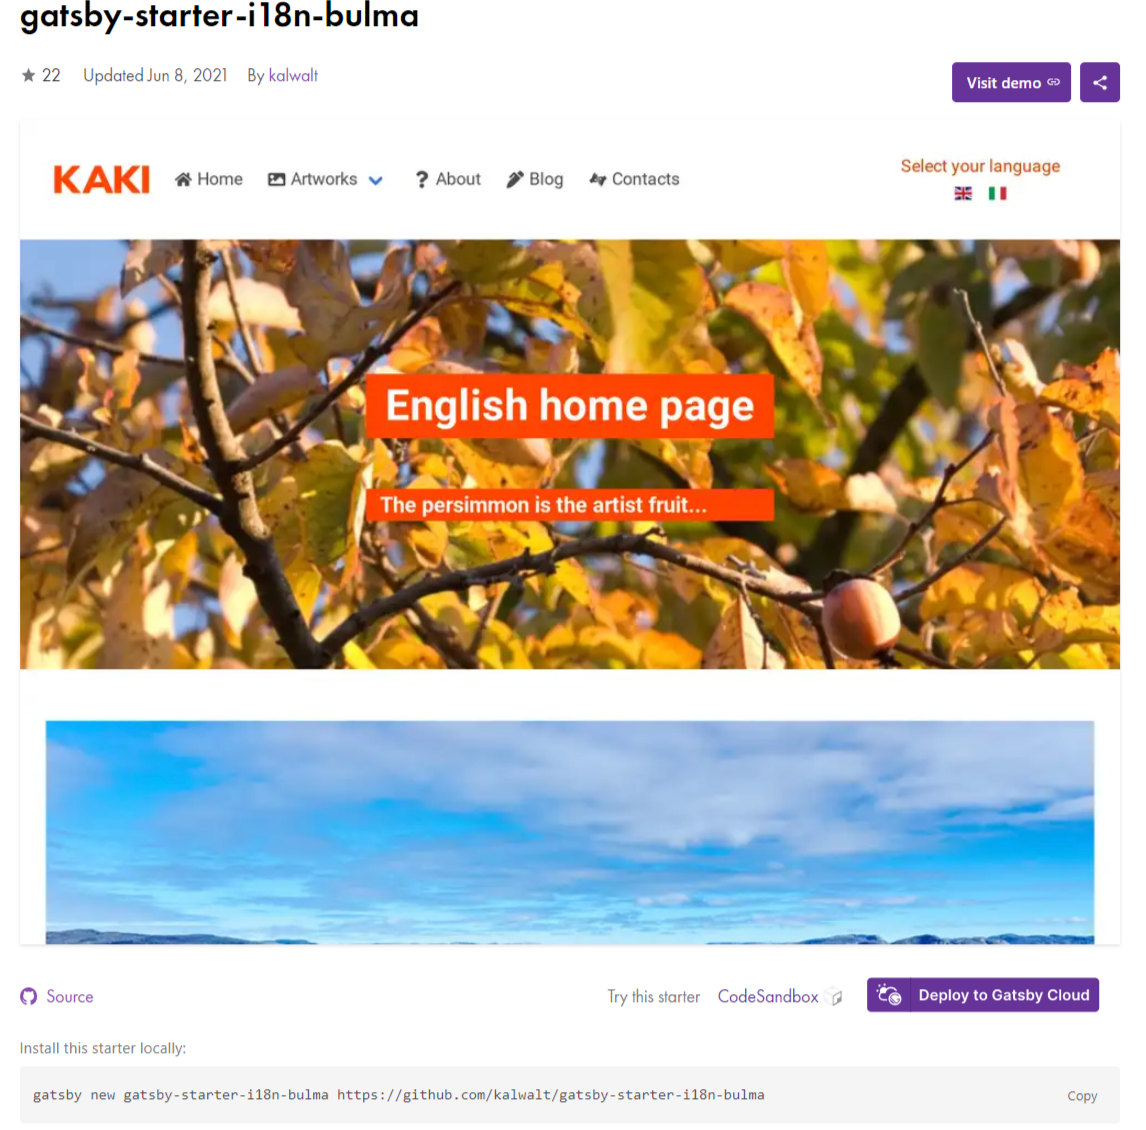 gatsby-starter-i18n-bulma
22 Updated Jun 8, 2021 By kalwalt
Visit demo
KAKI Home Artworks About Blog Contacts
Select your language
English home page
The persimmon is the artist fruit...
Source
Try this starter CodeSandbox Deploy to Gatsby Cloud
Install this starter locally:
gatsby new gatsby-starter-i18n-bulma https://github.com/kalwalt/gatsby-starter-i18n-bulma Copy